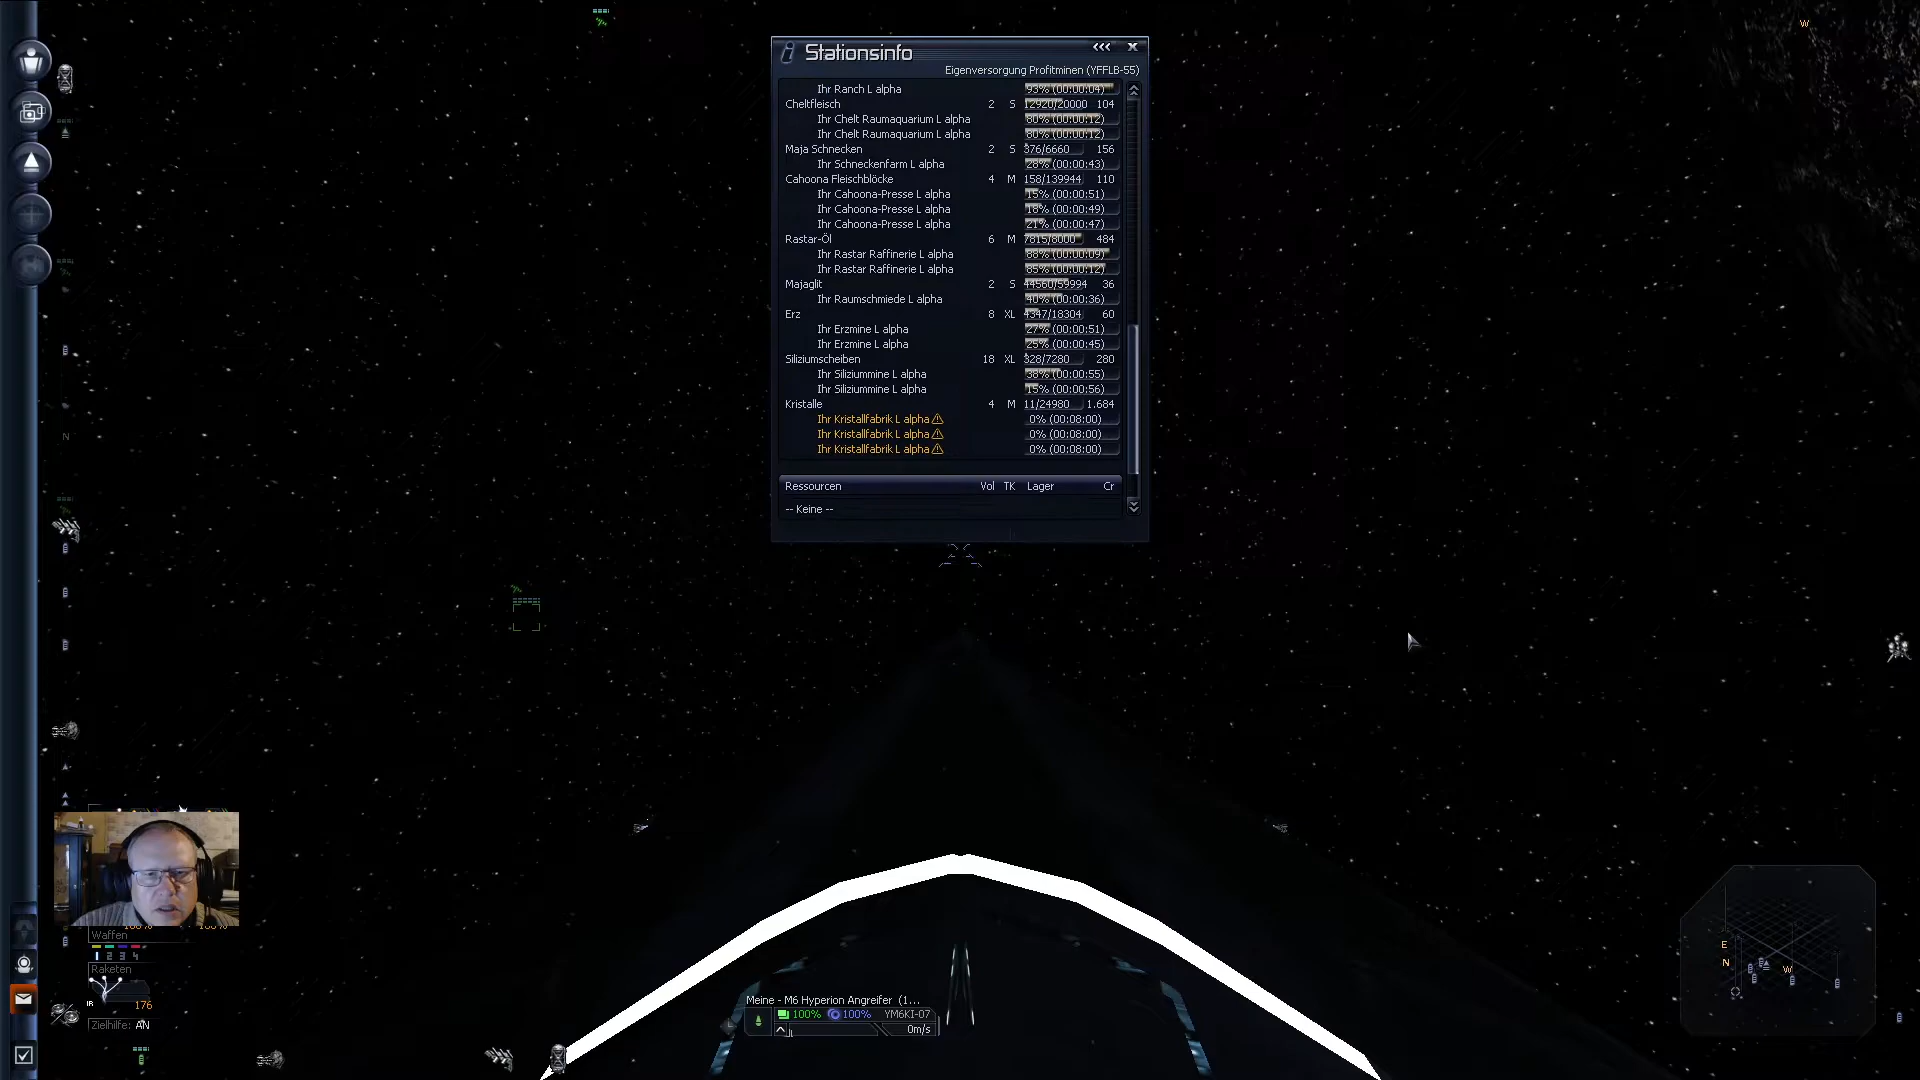 W
Stationsinfo
Eigenversorgung Profitminen (YFFLB-55)
Ihr Ranch L alpha 93% (00:00:04)
Cheltfleisch 2 S 12920/20000 104
Ihr Chelt Raumaquarium L alpha 80% (00:00:12)
Ihr Chelt Raumaquarium L alpha 80% (00:00:12)
Maja Schnecken 2 S 376/6660 156
Ihr Schneckenfarm L alpha 28% (00:00:43)
Cahoona Fleischblöcke 4 M 158/139944 110
Ihr Cahoona-Presse L alpha 15% (00:00:51)
Ihr Cahoona-Presse L alpha 18% (00:00:49)
Ihr Cahoona-Presse L alpha 21% (00:00:47)
Rastar-Öl 6 M 7815/8000 484
Ihr Rastar Raffinerie L alpha 88% (00:00:09)
Ihr Rastar Raffinerie L alpha 85% (00:00:12)
Majaglit 2 S 44560/59994 36
Ihr Raumschmiede L alpha 40% (00:00:36)
Erz 8 XL 4347/18304 60
Ihr Erzmine L alpha 27% (00:00:51)
Ihr Erzmine L alpha 25% (00:00:45)
Siliziumscheiben 18 XL 328/7280 280
Ihr Siliziummine L alpha 38% (00:00:55)
Ihr Siliziummine L alpha 15% (00:00:56)
Kristalle 4 M 11/24980 1.684
Ihr Kristallfabrik L alpha 0% (00:08:00)
Ihr Kristallfabrik L alpha 0% (00:08:00)
Ihr Kristallfabrik L alpha 0% (00:08:00)
Ressourcen Vol TK Lager Cr
-- Keine --
N
Waffen
1 2 3 4
Raketen
IR 176
Zielhilfe: AN
Meine - M6 Hyperion Angreifer (1...
100% 100% YM6KI-07
0m/s
E
N
W